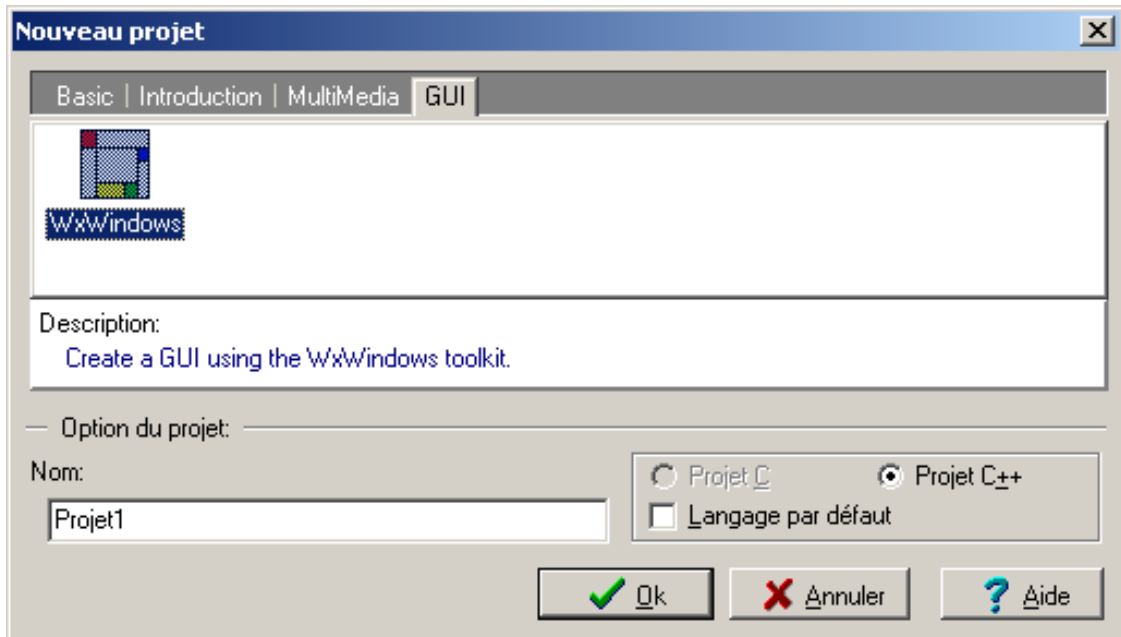 Nouveau projet
Basic | Introduction | MultiMedia GUI
WxWindows
Description:
Create a GUI using the WxWindows toolkit.
Option du projet:
Nom:
Projet C Projet C++
Projet1
Langage par défaut
Ok Annuler Aide